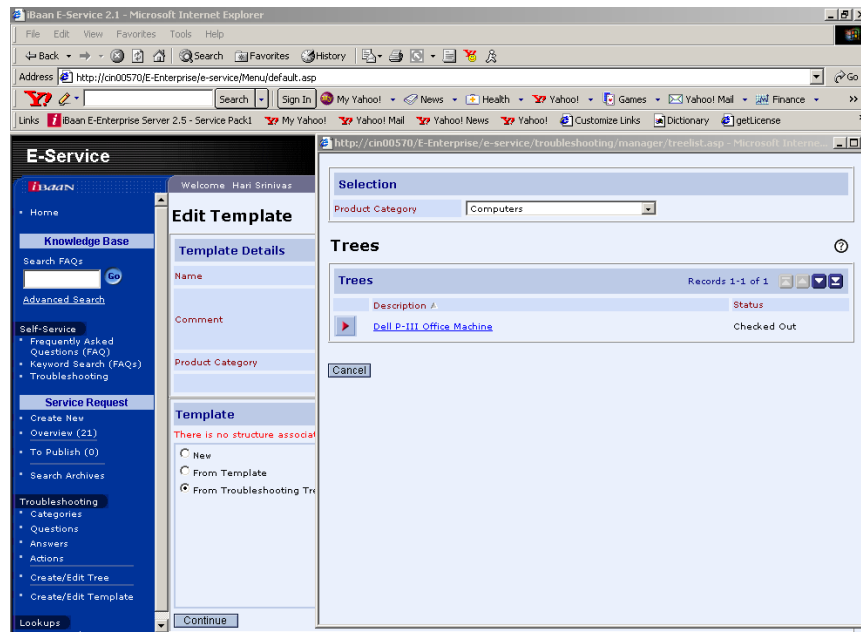 iBaan E-Service 2.1 - Microsoft Internet Explorer
File Edit View Favorites Tools Help
Back Search Favorites History
Address http://cin00570/E-Enterprise/e-service/Menu/default.asp Go
Y! Search Sign In My Yahoo! News Health Yahoo! Games Yahoo! Mail Finance »
Links iBaan E-Enterprise Server 2.5 - Service Pack1 My Yahoo! Yahoo! Mail Yahoo! News Yahoo! Customize Links Dictionary getLicense
E-Service
iBaan
Home
Knowledge Base
Search FAQs
Go
Advanced Search
Self-Service
Frequently Asked
Questions (FAQ)
Keyword Search (FAQs)
Troubleshooting
Service Request
Create New
Overview (21)
To Publish (0)
Search Archives
Troubleshooting
Categories
Questions
Answers
Actions
Create/Edit Tree
Create/Edit Template
Lookups
Welcome Hari Srinivas
Edit Template
Template Details
Name
Comment
Product Category
Template
There is no structure associat
New
From Template
From Troubleshooting Tre
Continue
http://cin00570/E-Enterprise/e-service/troubleshooting/manager/treelist.asp - Microsoft Interne...
Selection
Product Category Computers
Trees ?
Trees Records 1-1 of 1
Description Status
Dell P-III Office Machine Checked Out
Cancel